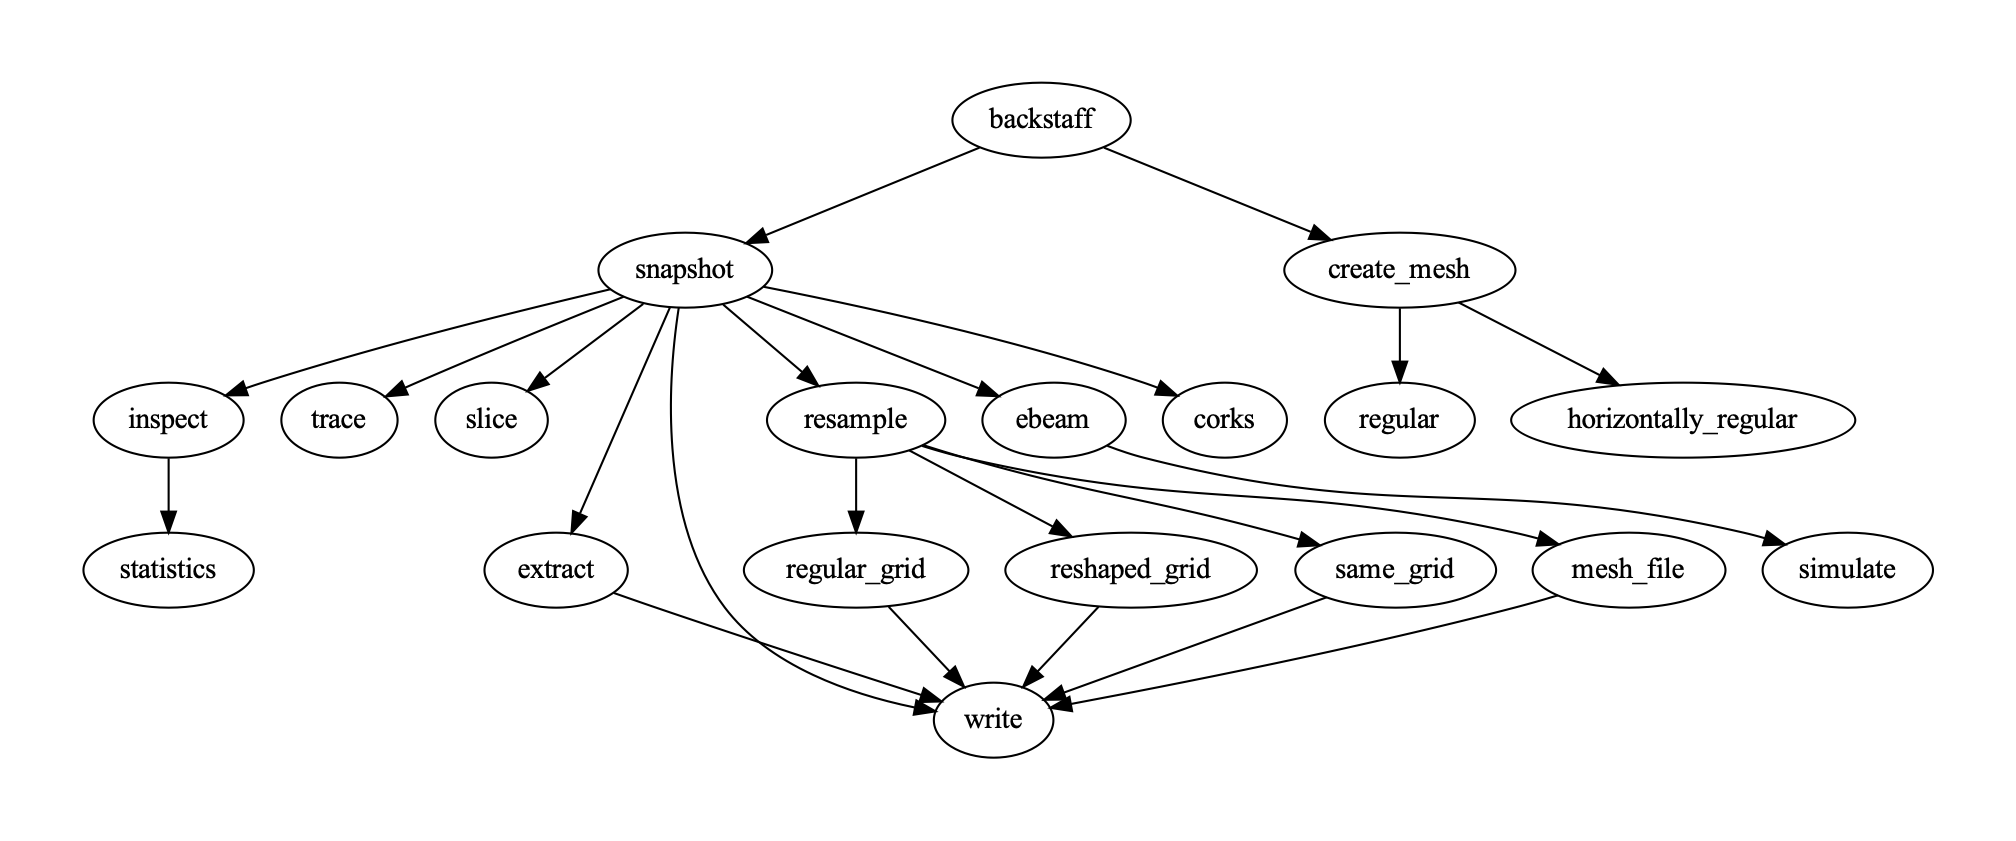 backstaff
snapshot
create_mesh
inspect
trace
slice
resample
ebeam
corks
regular
horizontally_regular
statistics
extract
regular_grid
reshaped_grid
same_grid
mesh_file
simulate
write